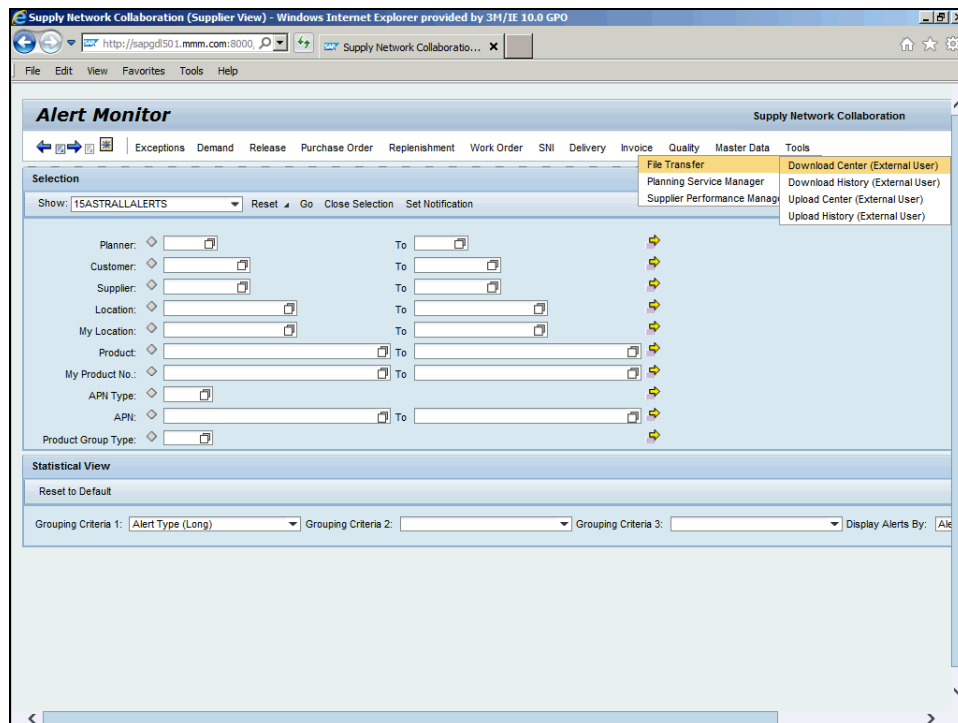 Supply Network Collaboration (Supplier View) - Windows Internet Explorer provided by 3M/IE 10.0 GPO
http://sapgdl501.mmm.com:8000,
Supply Network Collaboratio...
File Edit View Favorites Tools Help
Alert Monitor
Supply Network Collaboration
Exceptions Demand Release Purchase Order Replenishment Work Order SNI Delivery Invoice Quality Master Data Tools
File Transfer
Planning Service Manager
Supplier Performance Manag
Download Center (External User)
Download History (External User)
Upload Center (External User)
Upload History (External User)
Selection
Show: 15ASTRALLALERTS Reset Go Close Selection Set Notification
Planner: To
Customer: To
Supplier: To
Location: To
My Location: To
Product: To
My Product No.: To
APN Type:
APN: To
Product Group Type:
Statistical View
Reset to Default
Grouping Criteria 1: Alert Type (Long) Grouping Criteria 2: Grouping Criteria 3: Display Alerts By: Ale